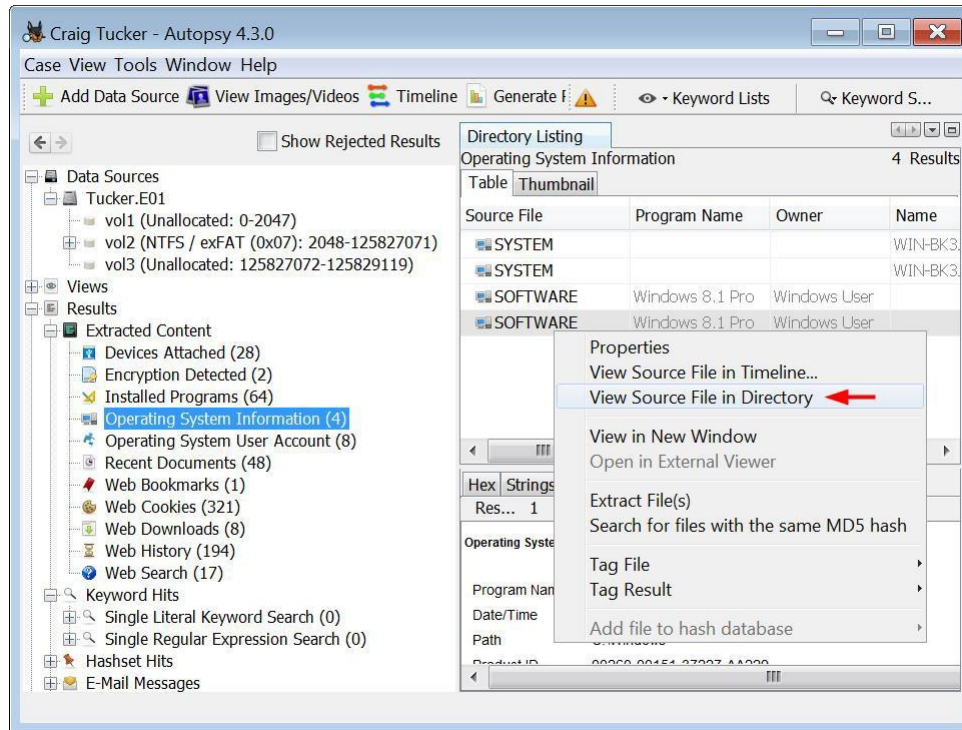 Craig Tucker - Autopsy 4.3.0
Case View Tools Window Help
Add Data Source View Images/Videos Timeline Generate Keyword Lists Keyword S...
Show Rejected Results
Data Sources
Tucker.E01
vol1 (Unallocated: 0-2047)
vol2 (NTFS / exFAT (0x07): 2048-125827071)
vol3 (Unallocated: 125827072-125829119)
Views
Results
Extracted Content
Devices Attached (28)
Encryption Detected (2)
Installed Programs (64)
Operating System Information (4)
Operating System User Account (8)
Recent Documents (48)
Web Bookmarks (1)
Web Cookies (321)
Web Downloads (8)
Web History (194)
Web Search (17)
Keyword Hits
Single Literal Keyword Search (0)
Single Regular Expression Search (0)
Hashset Hits
E-Mail Messages
Directory Listing
Operating System Information 4 Results
Table Thumbnail
Source File Program Name Owner Name
SYSTEM WIN-BK3.
SYSTEM WIN-BK3.
SOFTWARE Windows 8.1 Pro Windows User
SOFTWARE Windows 8.1 Pro Windows User
Properties
View Source File in Timeline...
View Source File in Directory
View in New Window
Open in External Viewer
Extract File(s)
Search for files with the same MD5 hash
Tag File
Tag Result
Add file to hash database
Hex Strings
Res... 1
Operating Syste
Program Nam
Date/Time
Path